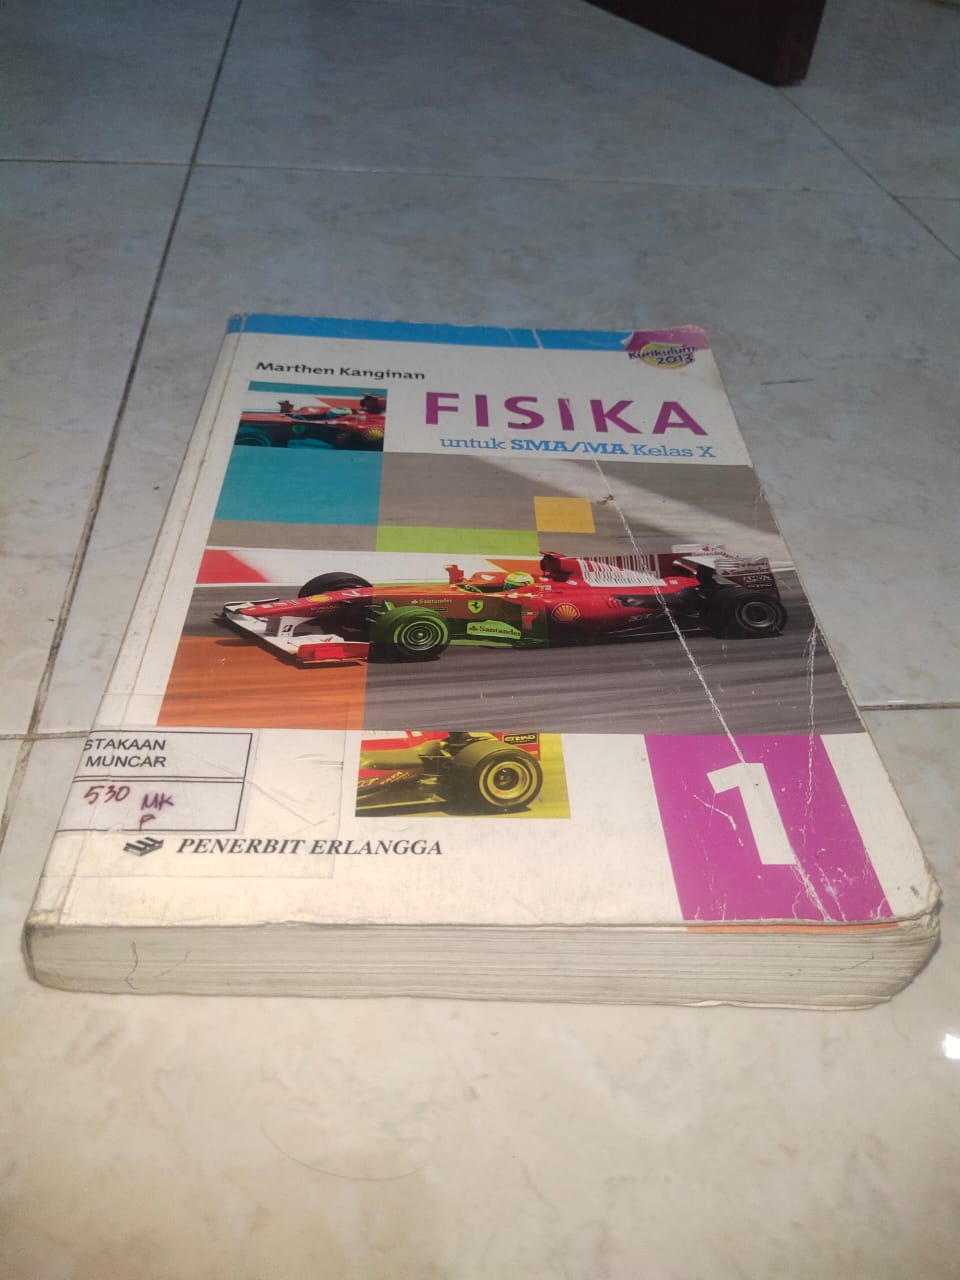 Marthen Kanginan
Kurikulum
2013
FISIKA
untuk SMA/MA Kelas X
Santander
Santander
STAKAAN
MUNCAR
530 MK
P
PENERBIT ERLANGGA
1